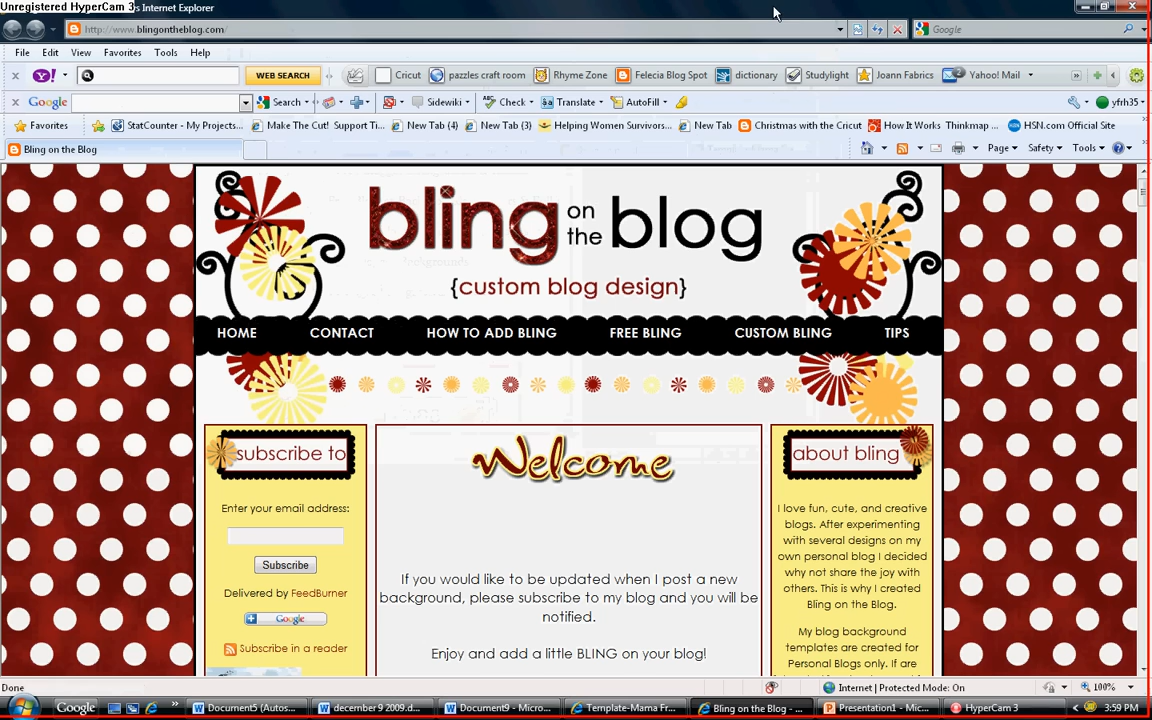 Unregistered HyperCam 3
s Internet Explorer
http://www.blingontheblog.com/
Google
File Edit View Favorites Tools Help
Y! WEB SEARCH Cricut pazzles craft room Rhyme Zone Felecia Blog Spot dictionary Studylight Joann Fabrics Yahoo! Mail
Google Search Sidewiki Check Translate AutoFill yfrh35
Favorites StatCounter - My Projects... Make The Cut! Support Ti... New Tab (4) New Tab (3) Helping Women Survivors... New Tab Christmas with the Cricut How It Works Thinkmap ... HSN.com Official Site
Bling on the Blog
Page Safety Tools
bling on the blog
{custom blog design}
HOME CONTACT HOW TO ADD BLING FREE BLING CUSTOM BLING TIPS
subscribe to
Enter your email address:
Subscribe
Delivered by FeedBurner
Google
Subscribe in a reader
Welcome
If you would like to be updated when I post a new
background, please subscribe to my blog and you will be
notified.
Enjoy and add a little BLING on your blog!
about bling
I love fun, cute, and creative
blogs. After experimenting
with several designs on my
own personal blog I decided
why not share the joy with
others. This is why I created
Bling on the Blog.
My blog background
templates are created for
Personal Blogs only. If are
Done
Internet | Protected Mode: On
100%
Google Document5 (Autos... december 9 2009.d... Document9 - Micro... Template-Mama Fr... Bling on the Blog - ... Presentation1 - Mic... HyperCam 3 3:59 PM